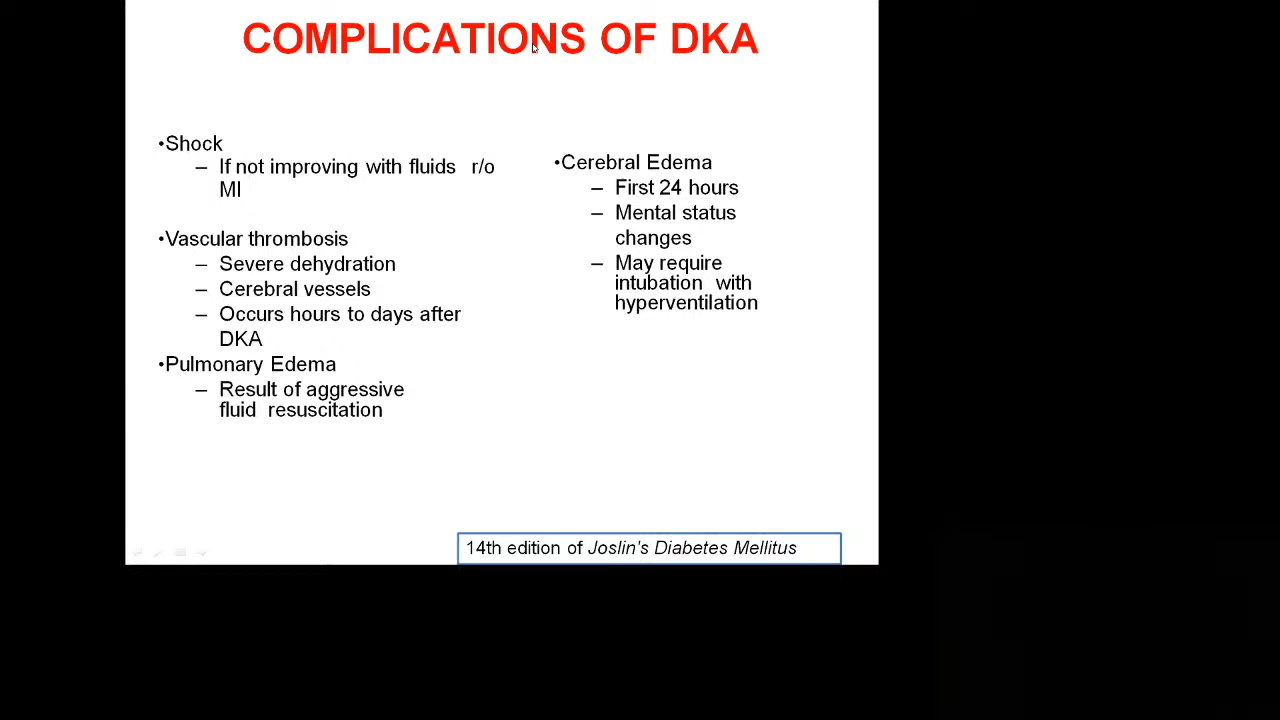 COMPLICATIONS OF DKA
•Shock
– If not improving with fluids r/o
MI
•Vascular thrombosis
– Severe dehydration
– Cerebral vessels
– Occurs hours to days after
DKA
•Pulmonary Edema
– Result of aggressive
fluid resuscitation
•Cerebral Edema
– First 24 hours
– Mental status
changes
– May require
intubation with
hyperventilation
14th edition of Joslin's Diabetes Mellitus